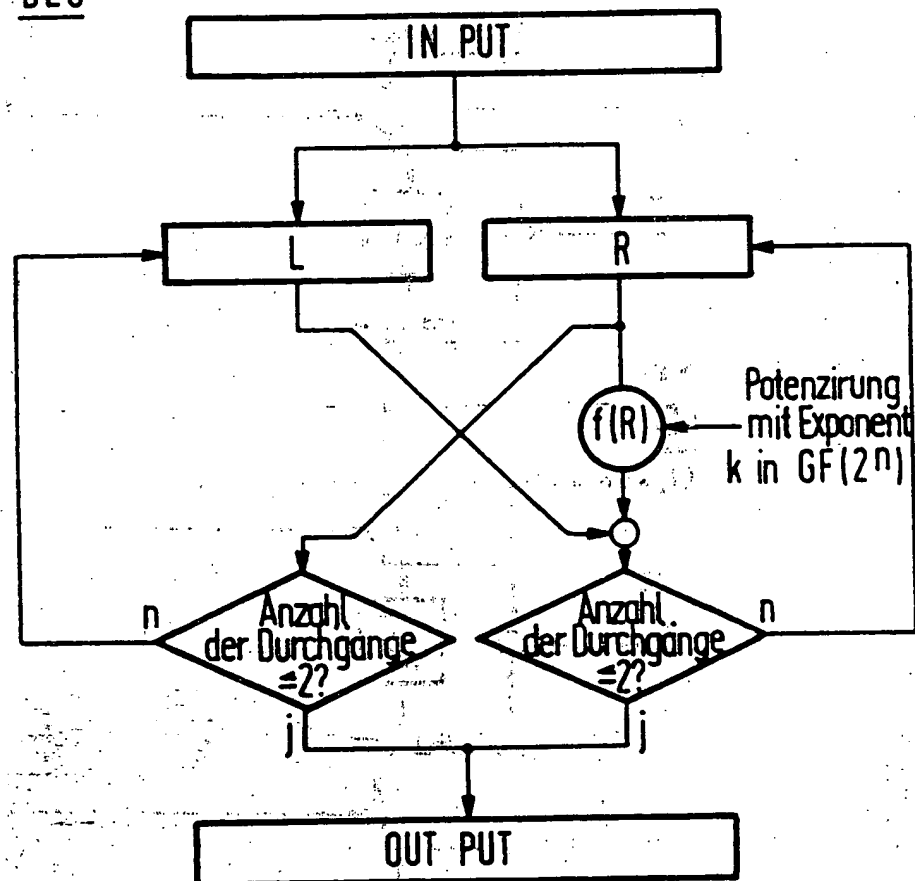 IN PUT
L
R
f(R)
Potenzirung
mit Exponent
k in GF(2ⁿ)
n
Anzahl
der Durchgänge
≤2?
j
Anzahl
der Durchgänge
≤2?
n
j
OUT PUT